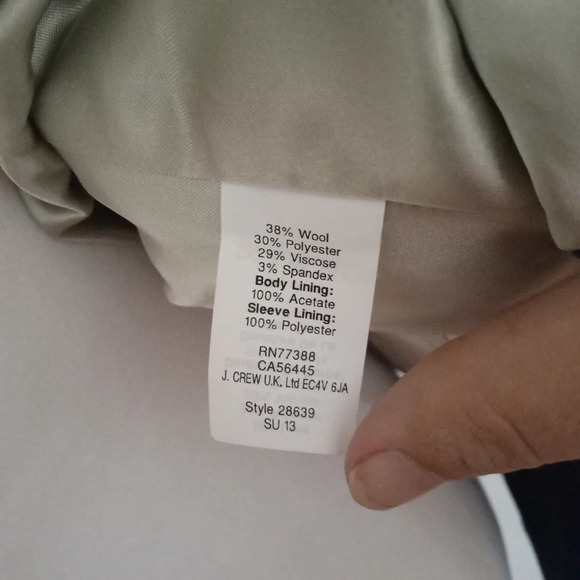 38% Wool
30% Polyester
29% Viscose
3% Spandex
Body Lining:
100% Acetate
Sleeve Lining:
100% Polyester
RN77388
CA56445
J. CREW U.K. Ltd EC4V 6JA
Style 28639
SU 13